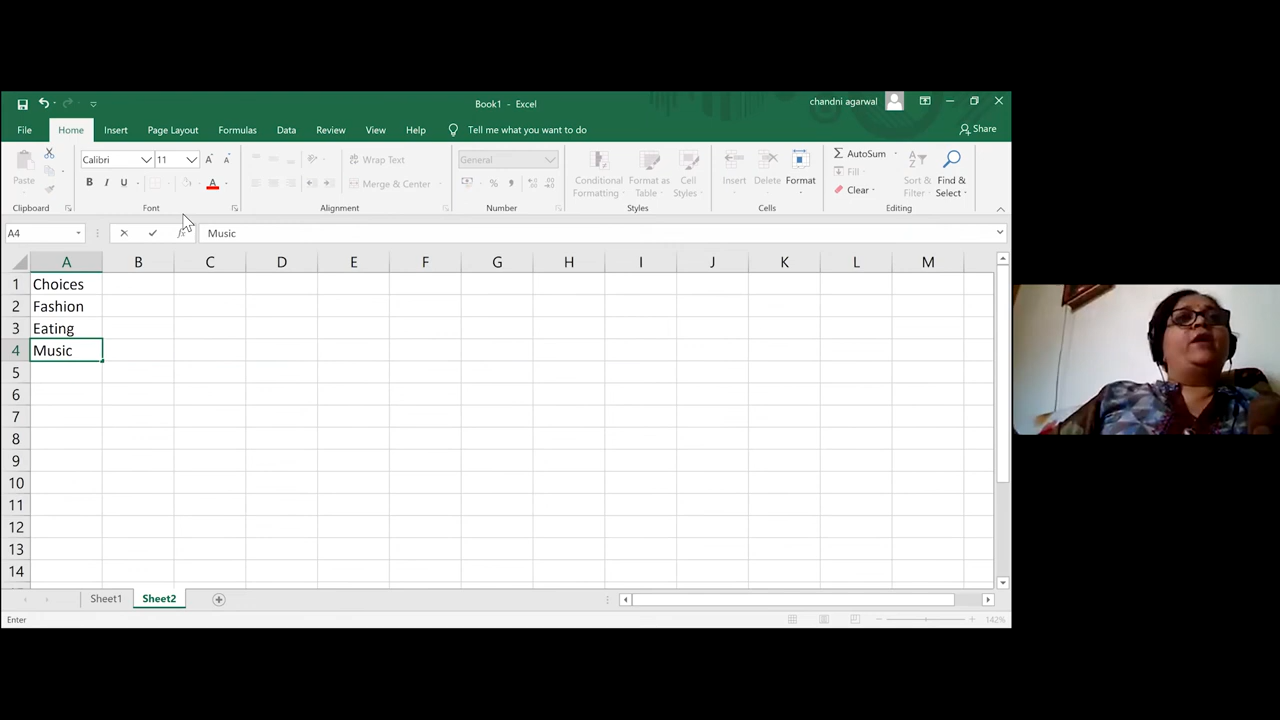 Book1 - Excel
chandni agarwal
File Home Insert Page Layout Formulas Data Review View Help Tell me what you want to do Share
Paste
Calibri 11
B I U A
Wrap Text
Merge & Center
General
% ,
Conditional Formatting
Format as Table
Cell Styles
Insert Delete Format
AutoSum
Fill
Clear
Sort & Filter
Find & Select
Clipboard Font Alignment Number Styles Cells Editing
A4 fx Music
A B C D E F G H I J K L M
1 Choices
2 Fashion
3 Eating
4 Music
5
6
7
8
9
10
11
12
13
14
Sheet1 Sheet2
Enter 142%